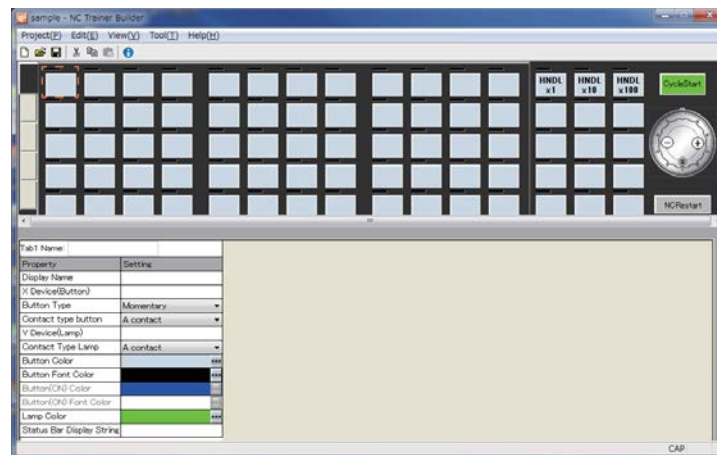 sample - NC Trainer Builder
Project(P) Edit(E) View(V) Tool(T) Help(H)
HNDL x1 HNDL x10 HNDL x100 CycleStart
NCRestart
Tab1 Name:
Property Setting
Display Name
X Device(Button)
Button Type Momentary
Contact type button A contact
Y Device(Lamp)
Contact Type Lamp A contact
Button Color
Button Font Color
Button(ON) Color
Button(ON) Font Color
Lamp Color
Status Bar Display String
CAP